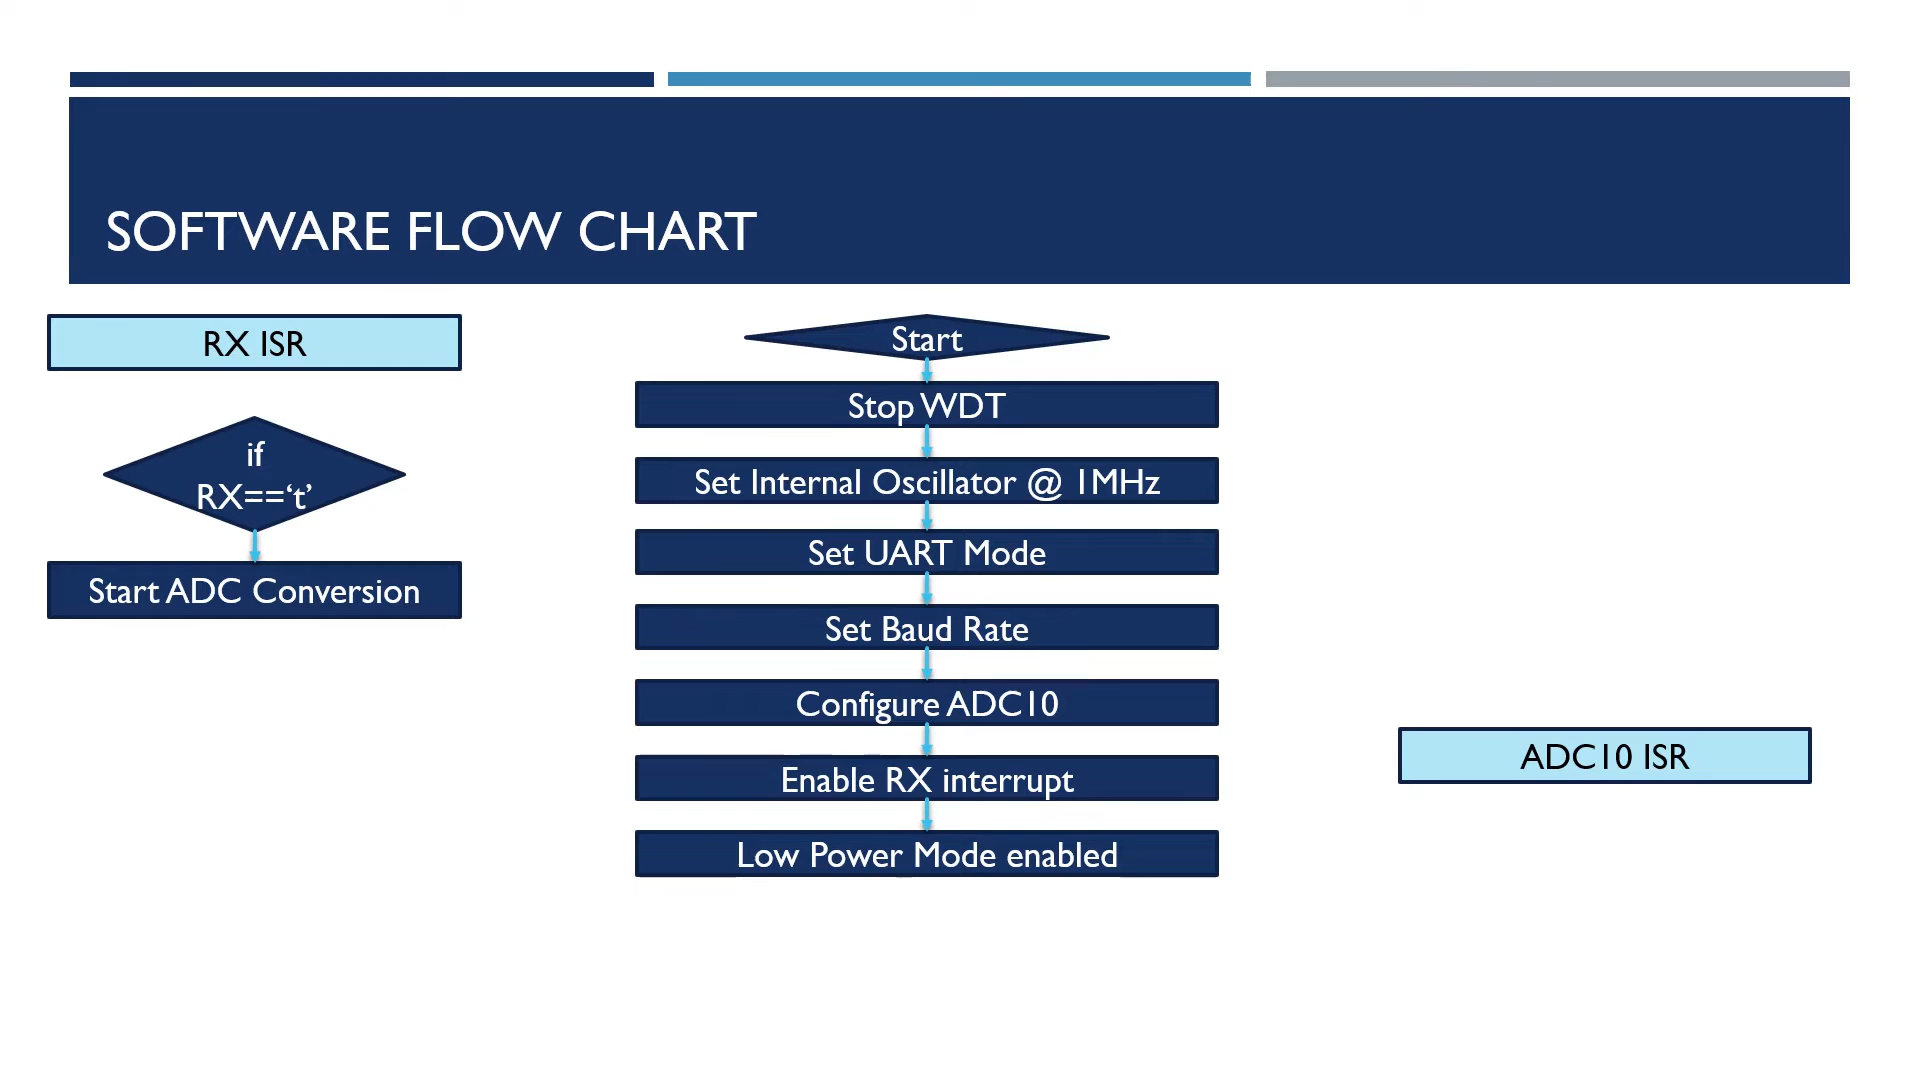 SOFTWARE FLOW CHART
RX ISR
if
RX==‘t’
Start ADC Conversion
Start
Stop WDT
Set Internal Oscillator @ 1MHz
Set UART Mode
Set Baud Rate
Configure ADC10
Enable RX interrupt
Low Power Mode enabled
ADC10 ISR